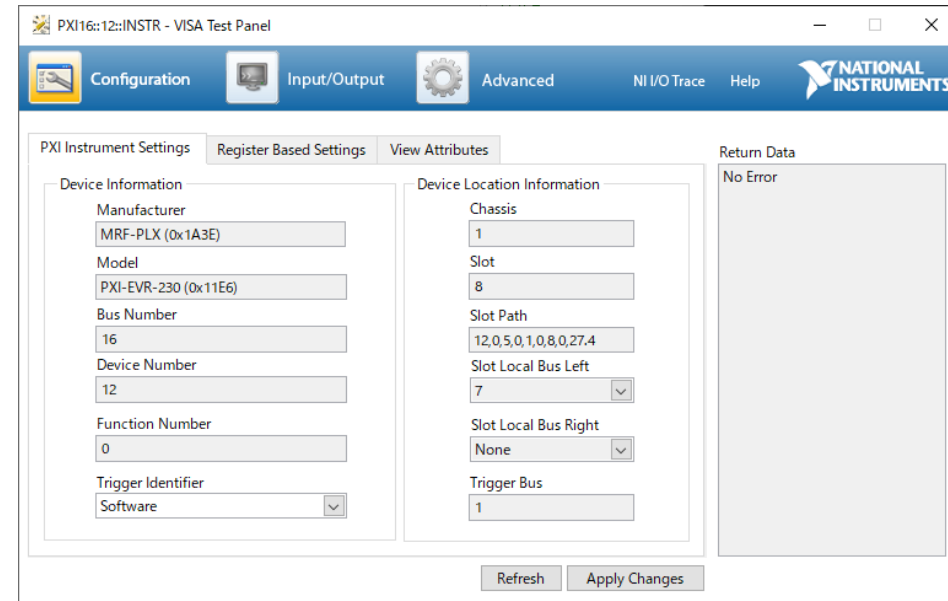 PXI16::12::INSTR - VISA Test Panel
Configuration
Input/Output
Advanced
NI I/O Trace
Help
NATIONAL
INSTRUMENTS
PXI Instrument Settings
Register Based Settings
View Attributes
Device Information
Manufacturer
MRF-PLX (0x1A3E)
Model
PXI-EVR-230 (0x11E6)
Bus Number
16
Device Number
12
Function Number
0
Trigger Identifier
Software
Device Location Information
Chassis
1
Slot
8
Slot Path
12,0,5,0,1,0,8,0,27.4
Slot Local Bus Left
7
Slot Local Bus Right
None
Trigger Bus
1
Return Data
No Error
Refresh
Apply Changes